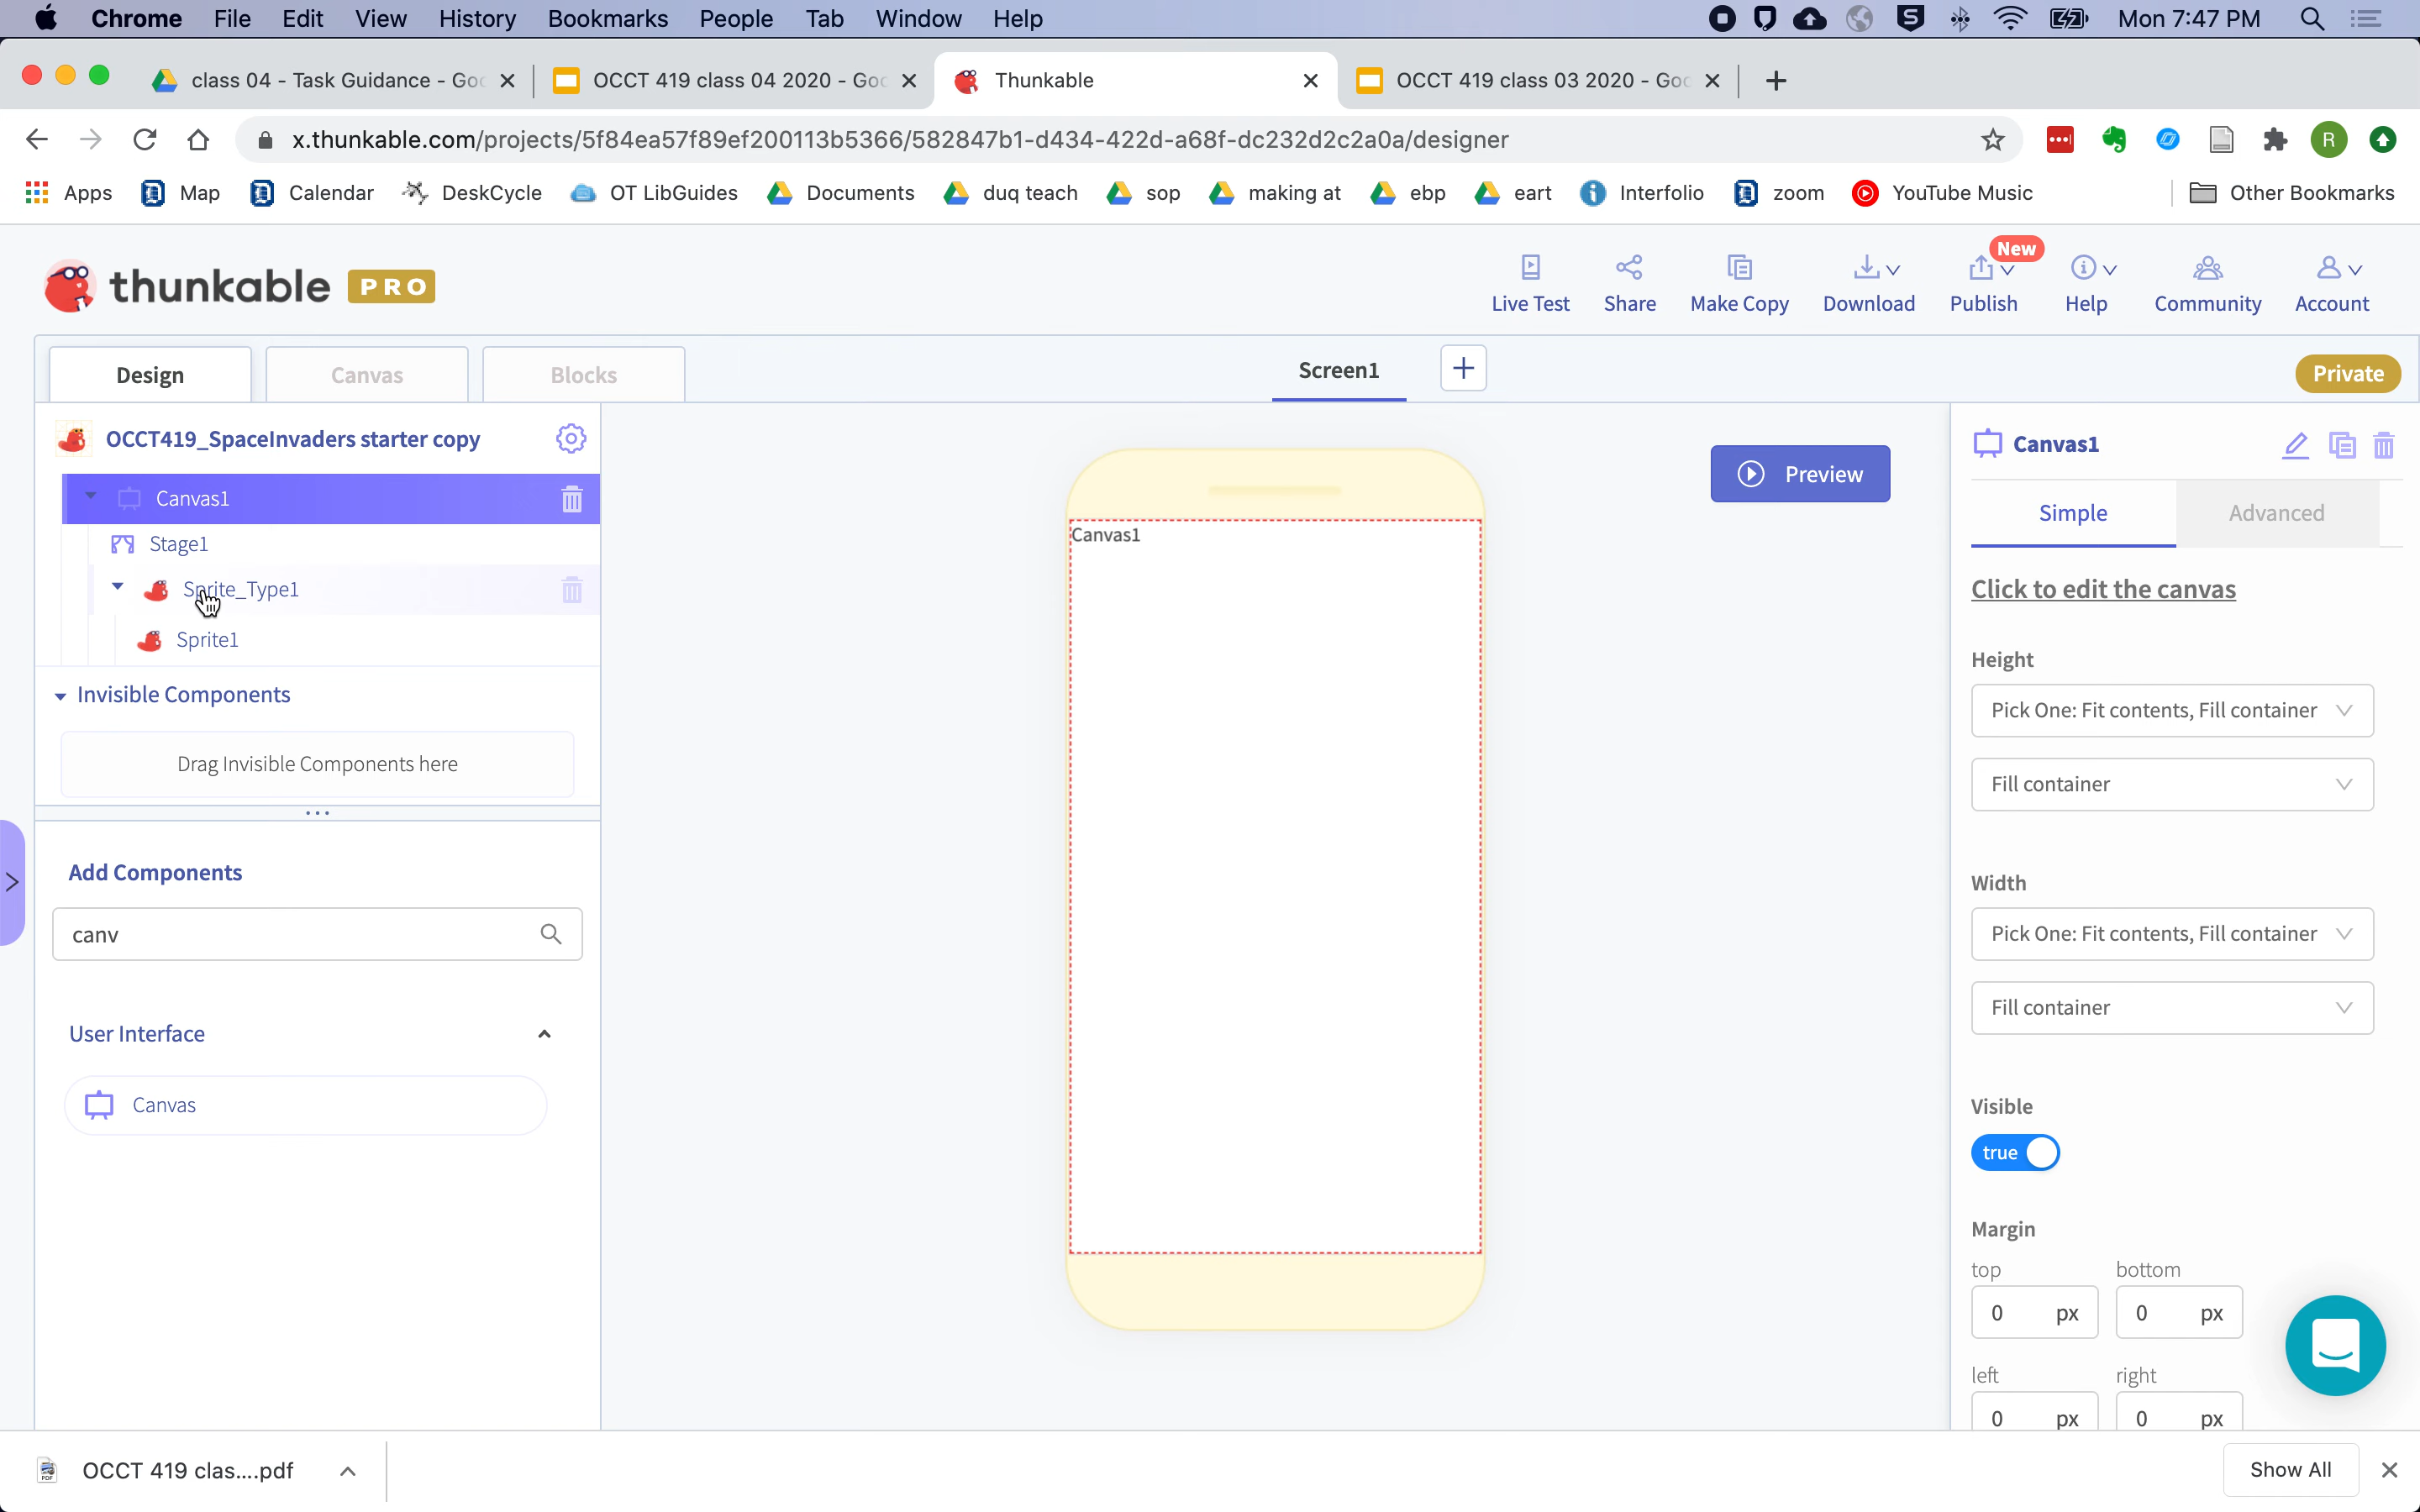 Chrome File Edit View History Bookmarks People Tab Window Help Mon 7:47 PM
class 04 - Task Guidance - Goo OCCT 419 class 04 2020 - Goo Thunkable OCCT 419 class 03 2020 - Goo
x.thunkable.com/projects/5f84ea57f89ef200113b5366/582847b1-d434-422d-a68f-dc232d2c2a0a/designer R
Apps Map Calendar DeskCycle OT LibGuides Documents duq teach sop making at ebp eart Interfolio zoom YouTube Music Other Bookmarks
thunkable PRO
New
Live Test Share Make Copy Download Publish Help Community Account
Design Canvas Blocks Screen1 + Private
OCCT419_SpaceInvaders starter copy
Canvas1
Stage1
Sprite_Type1
Sprite1
Invisible Components
Drag Invisible Components here
Add Components
canv
User Interface
Canvas
Canvas1
Preview
Canvas1
Simple Advanced
Click to edit the canvas
Height
Pick One: Fit contents, Fill container
Fill container
Width
Pick One: Fit contents, Fill container
Fill container
Visible
true
Margin
top bottom
0 px 0 px
left right
0 px 0 px
OCCT 419 clas....pdf Show All